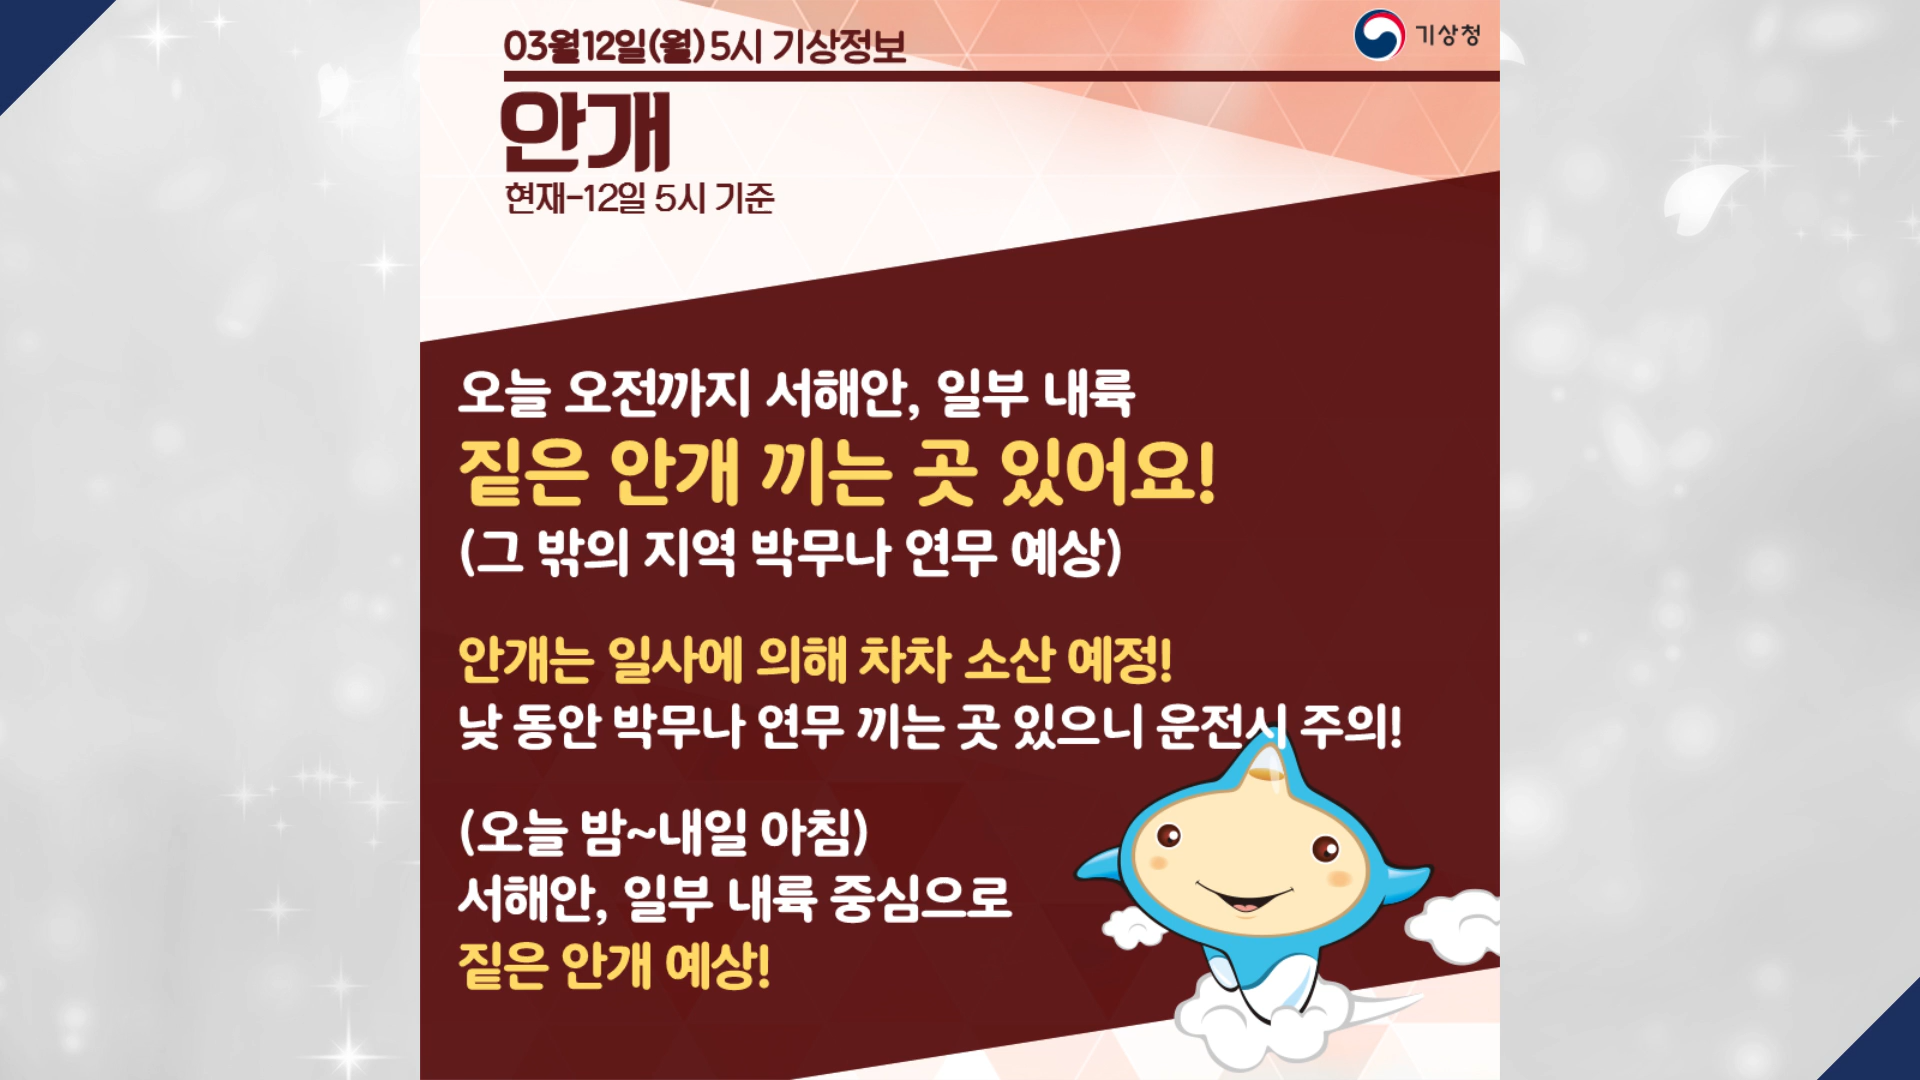 03월12일(월) 5시 기상정보
기상청
안개
현재-12일 5시 기준
오늘 오전까지 서해안, 일부 내륙
짙은 안개 끼는 곳 있어요!
(그 밖의 지역 박무나 연무 예상)
안개는 일사에 의해 차차 소산 예정!
낮 동안 박무나 연무 끼는 곳 있으니 운전시 주의!
(오늘 밤~내일 아침)
서해안, 일부 내륙 중심으로
짙은 안개 예상!